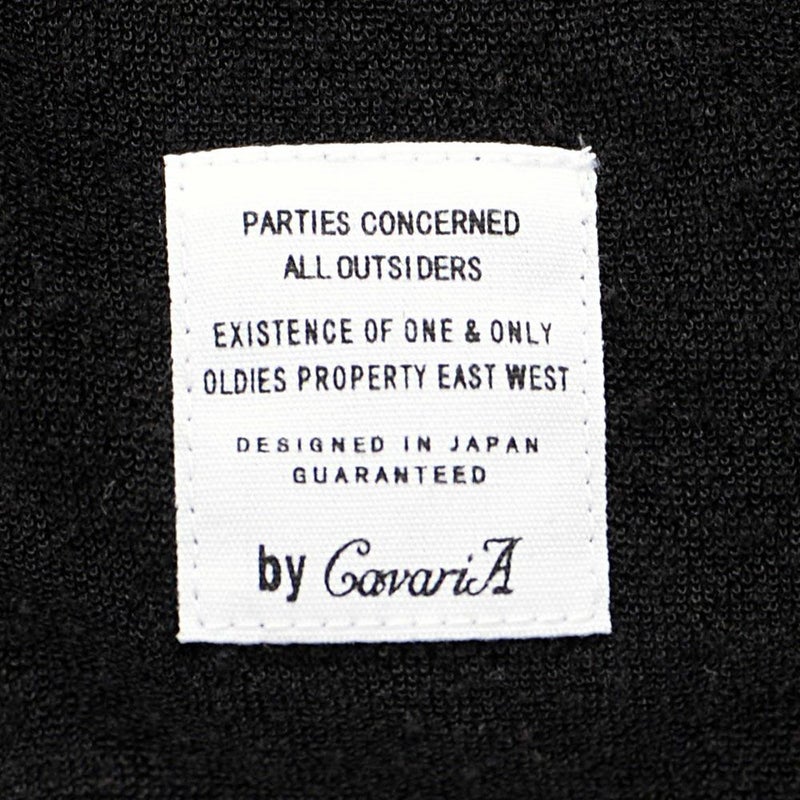 PARTIES CONCERNED
ALL OUTSIDERS
EXISTENCE OF ONE & ONLY
OLDIES PROPERTY EAST WEST
DESIGNED IN JAPAN
GUARANTEED
by CavariA